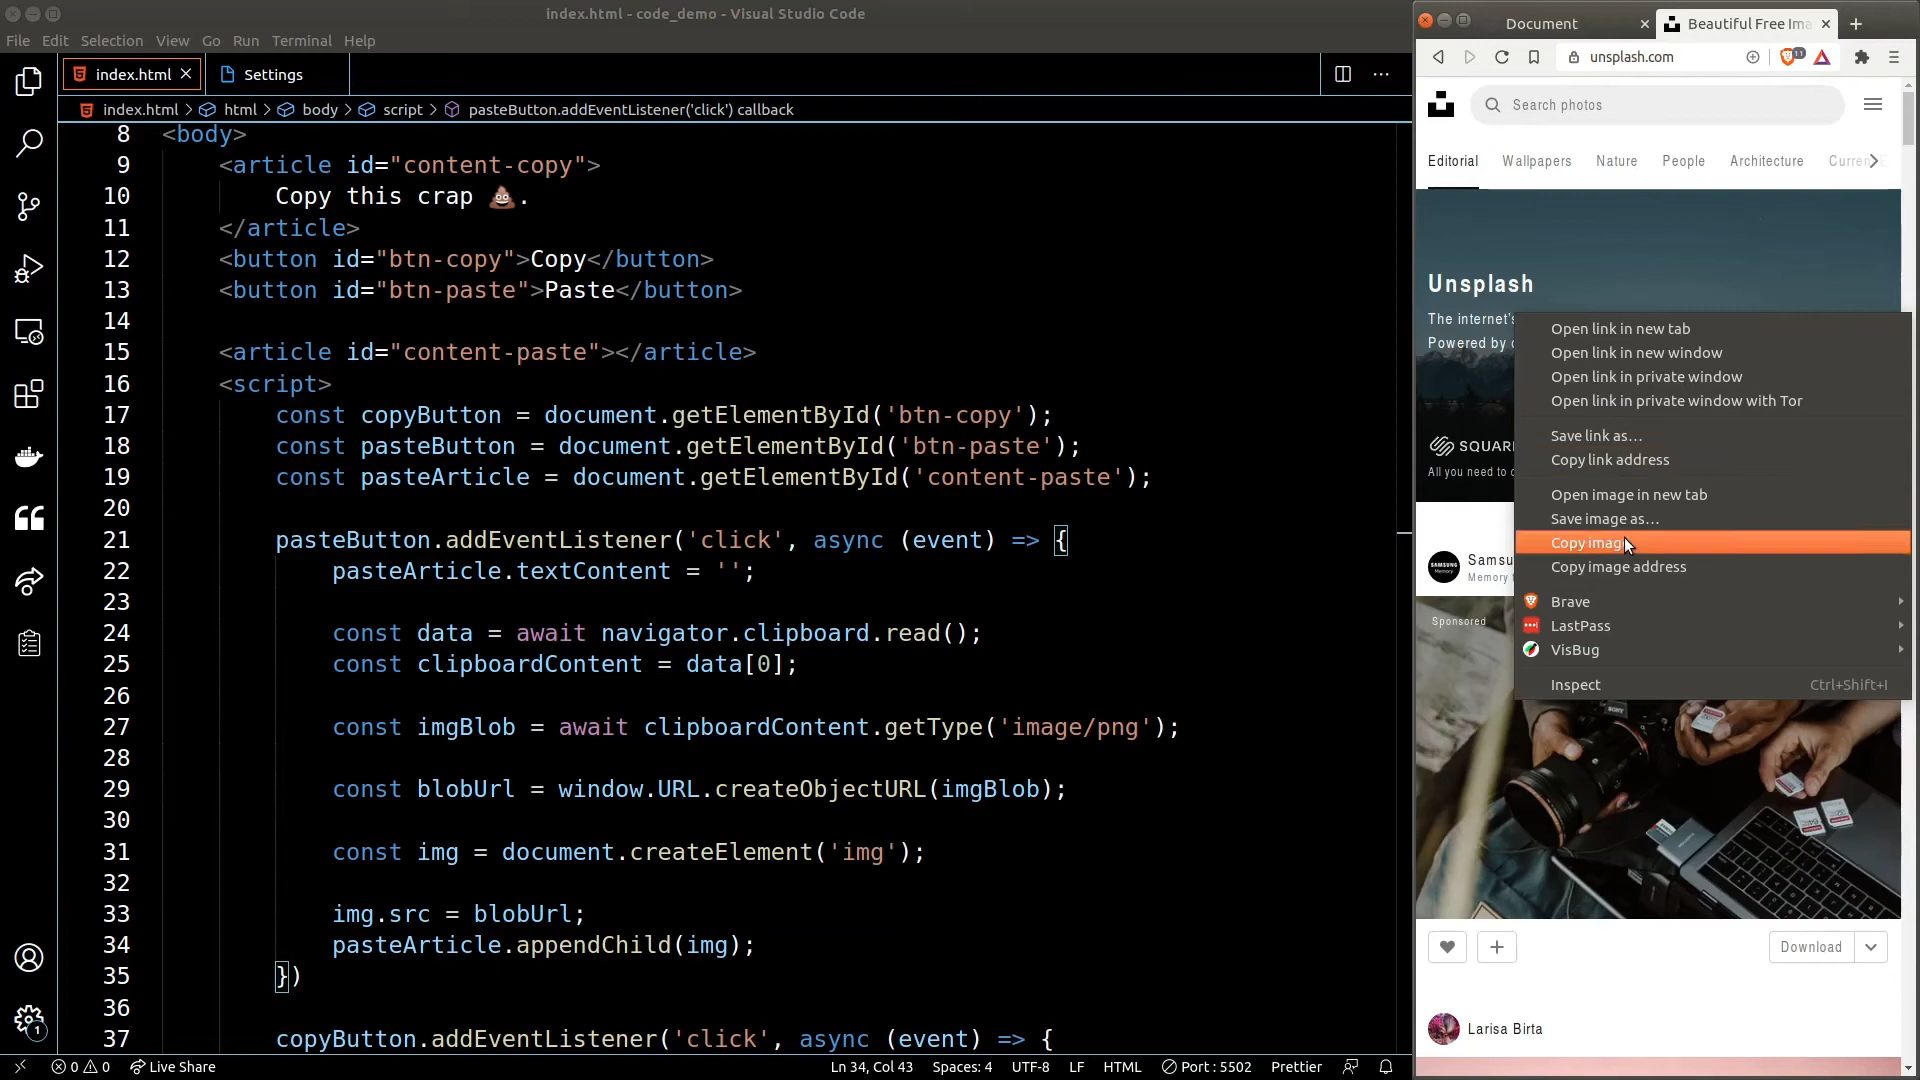 index.html - code_demo - Visual Studio Code
File Edit Selection View Go Run Terminal Help
index.html
Settings
index.html > html > body > script > pasteButton.addEventListener('click') callback
8 <body>
9 <article id="content-copy">
10 Copy this crap 💩.
11 </article>
12 <button id="btn-copy">Copy</button>
13 <button id="btn-paste">Paste</button>
14
15 <article id="content-paste"></article>
16 <script>
17 const copyButton = document.getElementById('btn-copy');
18 const pasteButton = document.getElementById('btn-paste');
19 const pasteArticle = document.getElementById('content-paste');
20
21 pasteButton.addEventListener('click', async (event) => {
22 pasteArticle.textContent = '';
23
24 const data = await navigator.clipboard.read();
25 const clipboardContent = data[0];
26
27 const imgBlob = await clipboardContent.getType('image/png');
28
29 const blobUrl = window.URL.createObjectURL(imgBlob);
30
31 const img = document.createElement('img');
32
33 img.src = blobUrl;
34 pasteArticle.appendChild(img);
35 })
36
37 copyButton.addEventListener('click', async (event) => {
1
0 0 Live Share
Ln 34, Col 43 Spaces: 4 UTF-8 LF HTML Port : 5502 Prettier
Document
Beautiful Free Ima
unsplash.com
11
Search photos
Editorial Wallpapers Nature People Architecture Curren
Unsplash
The internet's
Powered by
SQUAR
All you need to
Open link in new tab
Open link in new window
Open link in private window
Open link in private window with Tor
Save link as…
Copy link address
Open image in new tab
Save image as…
Copy image
Copy image address
Brave
LastPass
VisBug
Inspect Ctrl+Shift+I
SAMSUNG
Memory
Samsu
Memory
Sponsored
SONY
Download
Larisa Birta